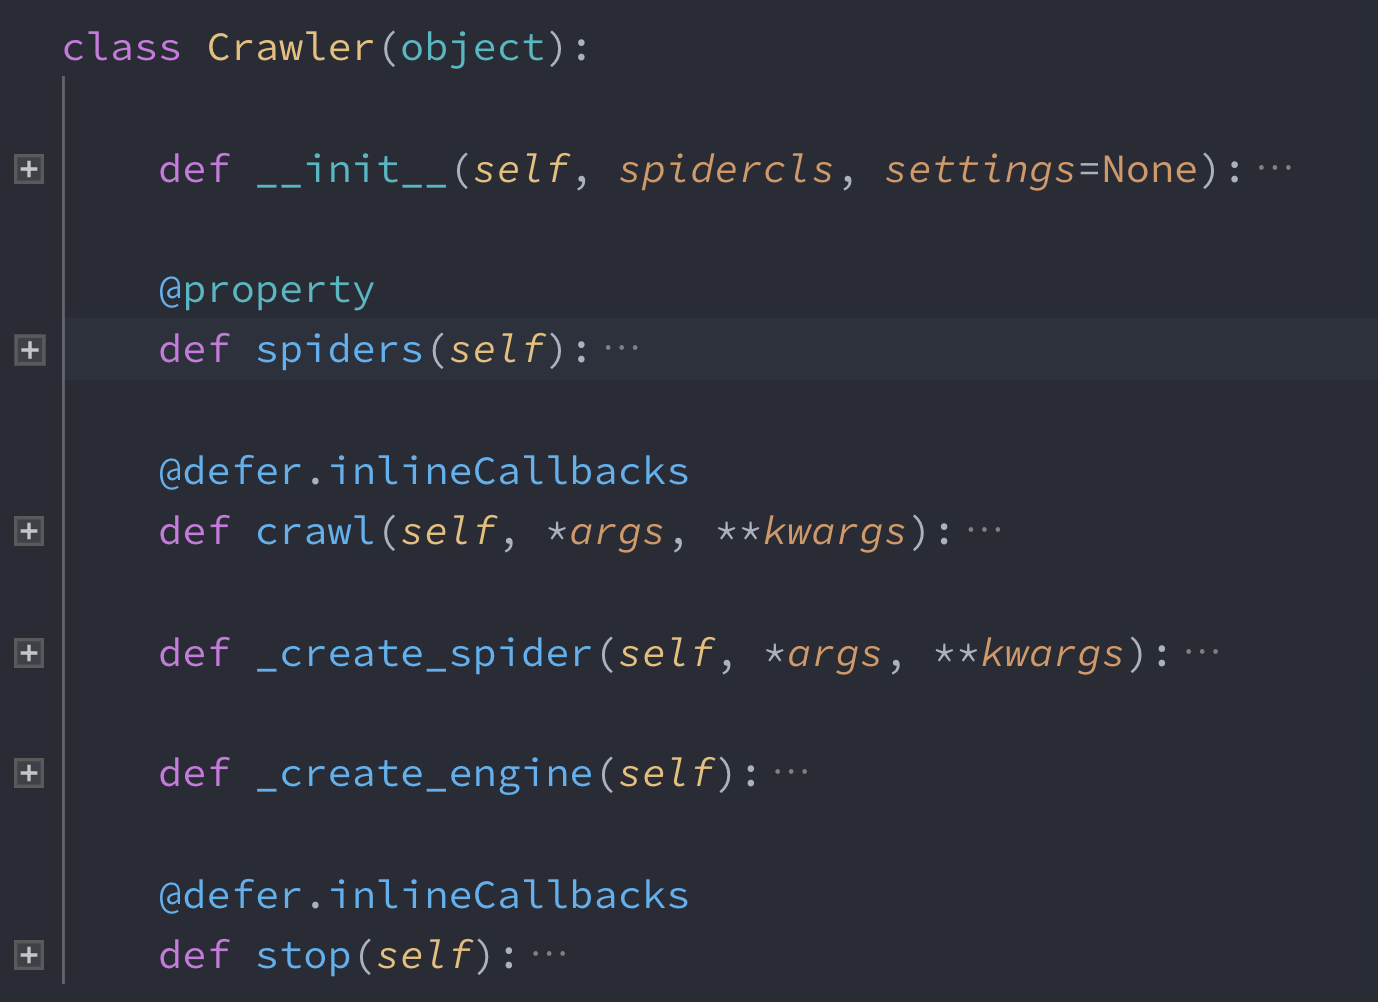 class Crawler(object):
def __init__(self, spidercls, settings=None):···
@property
def spiders(self):···
@defer.inlineCallbacks
def crawl(self, *args, **kwargs):···
def _create_spider(self, *args, **kwargs):···
def _create_engine(self):···
@defer.inlineCallbacks
def stop(self):···